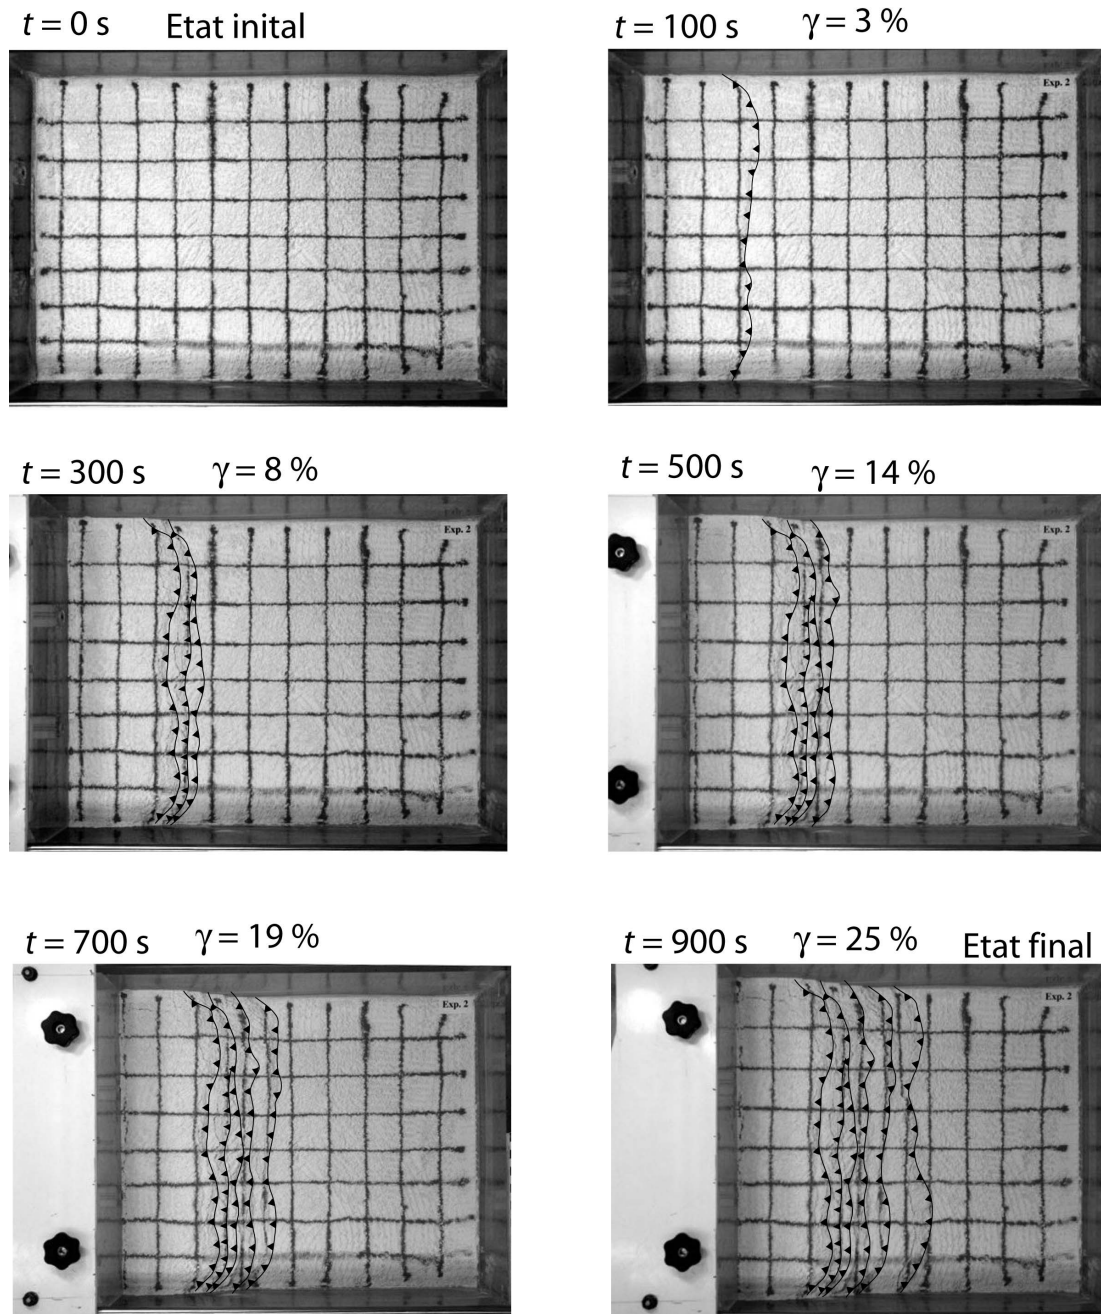 t = 0 s Etat inital
t = 100 s γ = 3 %
Exp. 2
t = 300 s γ = 8 %
Exp. 2
t = 500 s γ = 14 %
Exp. 2
t = 700 s γ = 19 %
Exp. 2
t = 900 s γ = 25 % Etat final
Exp. 2